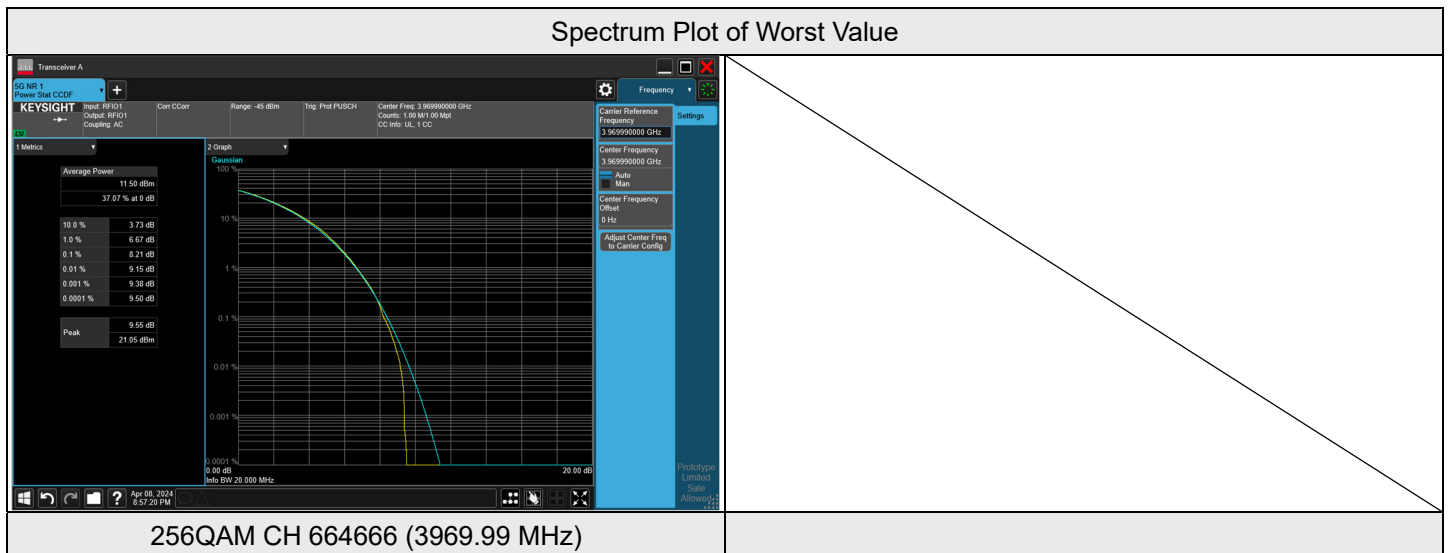 Spectrum Plot of Worst Value
Transceiver A
5G NR 1
Power Stat CCDF
+
Frequency
KEYSIGHT
Input: RFIO1
Output: RFIO1
Coupling: AC
Corr CCorr
Range: -45 dBm
Trig: Prot PUSCH
Center Freq: 3.969990000 GHz
Counts: 1.00 M/1.00 Mpt
CC Info: UL, 1 CC
Carrier Reference
Frequency
3.969990000 GHz
Settings
Center Frequency
3.969990000 GHz
Auto
Man
Center Frequency
Offset
0 Hz
Adjust Center Freq
to Carrier Config
1 Metrics
Average Power
11.50 dBm
37.07 % at 0 dB
10.0 % 3.73 dB
1.0 % 6.67 dB
0.1 % 8.21 dB
0.01 % 9.15 dB
0.001 % 9.38 dB
0.0001 % 9.50 dB
Peak
9.55 dB
21.05 dBm
2 Graph
Gaussian
100 %
10 %
1 %
0.1 %
0.01 %
0.001 %
0.0001 %
0.00 dB 20.00 dB
Info BW 20.000 MHz
Prototype
Limited
Sale
Allowed
?
Apr 08, 2024
8:57:20 PM
256QAM CH 664666 (3969.99 MHz)